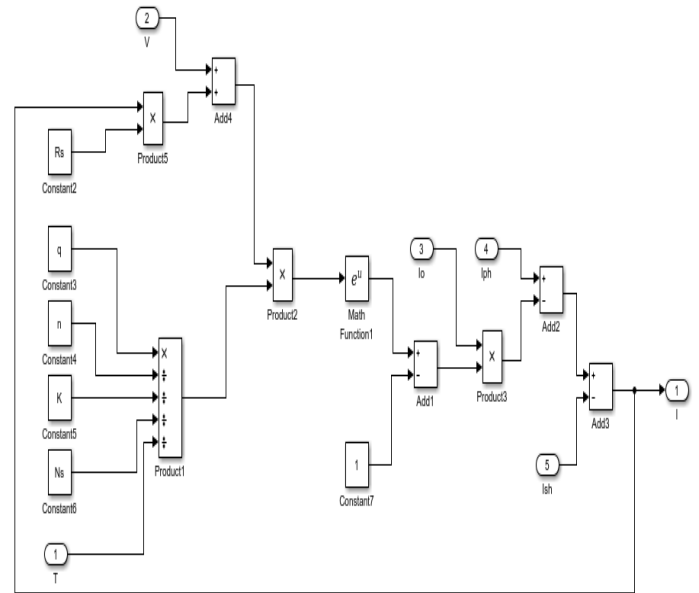 2
V
+
+
Add4
×
Product5
Rs
Constant2
q
Constant3
n
Constant4
K
Constant5
Ns
Constant6
1
T
×
÷
÷
÷
÷
Product1
×
Product2
eᵘ
Math
Function1
1
Constant7
+
−
Add1
3
Io
×
Product3
4
Iph
+
−
Add2
5
Ish
+
−
Add3
1
I